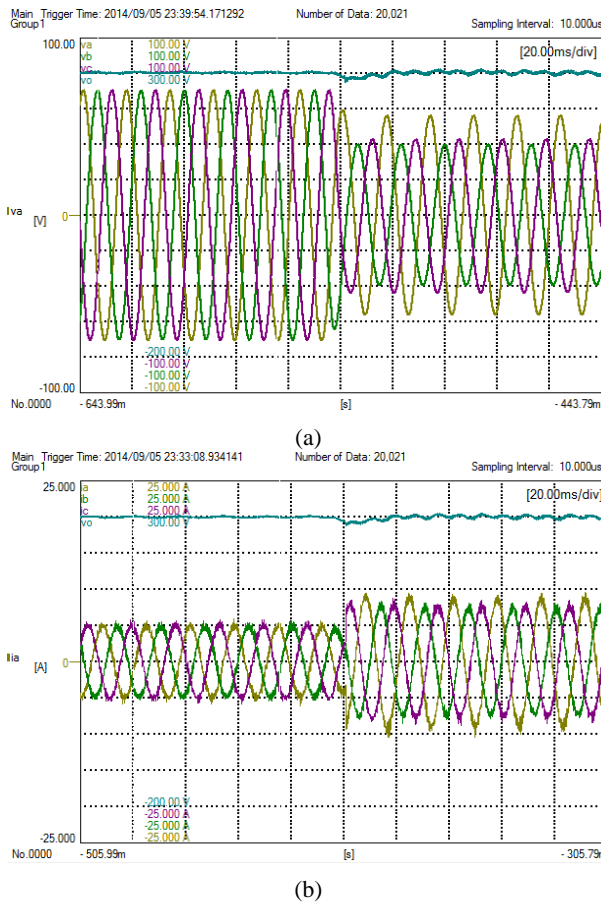 Main Trigger Time: 2014/09/05 23:39:54.171292 Number of Data: 20,021
Group1 Sampling Interval: 10.000us
100.00 va 100.00 V
vb 100.00 V [20.00ms/div]
vc 100.00 V
vo 300.00 V
va [V] 0
-200.00 V
-100.00 V
-100.00 V
-100.00 -100.00 V
No.0000 - 643.99m [s] - 443.79m
(a)
Main Trigger Time: 2014/09/05 23:33:08.934141 Number of Data: 20,021
Group1 Sampling Interval: 10.000us
25.000 ia 25.000 A
ib 25.000 A [20.00ms/div]
ic 25.000 A
vo 300.00 V
ia [A] 0
-200.00 V
-25.000 A
-25.000 A
-25.000 -25.000 A
No.0000 - 505.99m [s] - 305.79m
(b)